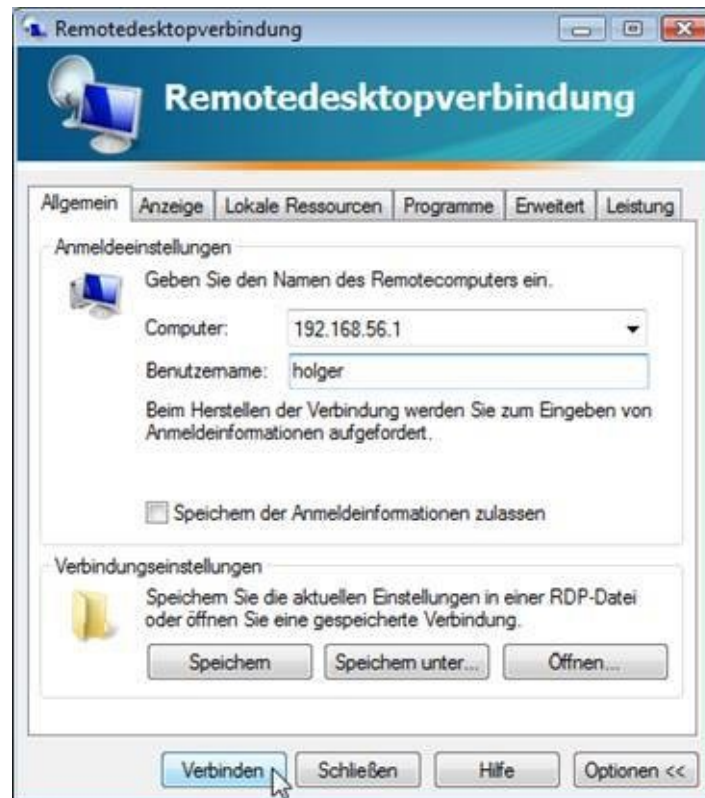 Remotedesktopverbindung
Remotedesktopverbindung
Allgemein Anzeige Lokale Ressourcen Programme Erweitert Leistung
Anmeldeeinstellungen
Geben Sie den Namen des Remotecomputers ein.
Computer: 192.168.56.1
Benutzername: holger
Beim Herstellen der Verbindung werden Sie zum Eingeben von
Anmeldeinformationen aufgefordert.
Speichern der Anmeldeinformationen zulassen
Verbindungseinstellungen
Speichern Sie die aktuellen Einstellungen in einer RDP-Datei
oder öffnen Sie eine gespeicherte Verbindung.
Speichern Speichern unter... Öffnen...
Verbinden Schließen Hilfe Optionen <<